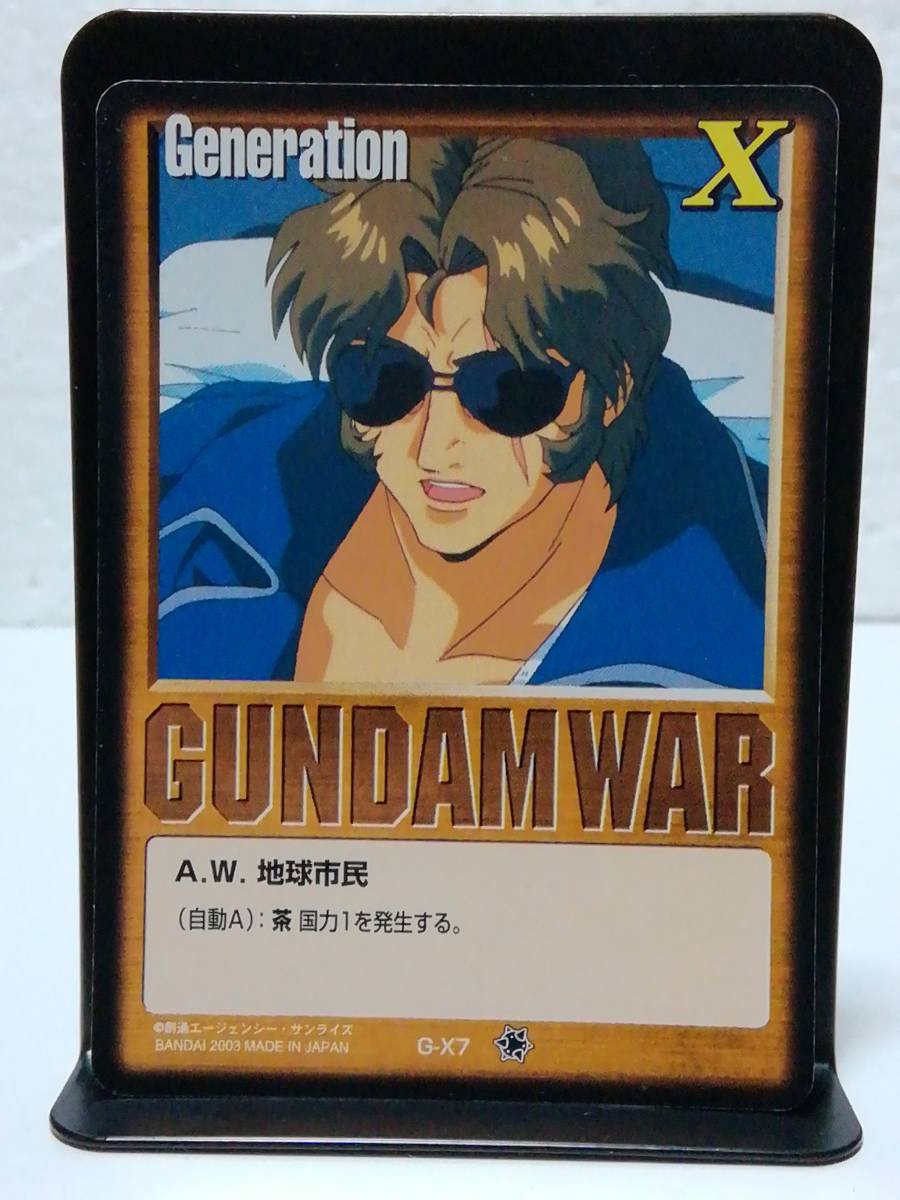 Generation
X
GUNDAM WAR
A.W. 地球市民
（自動A）：茶 国力1を発生する。
©創通エージェンシー・サンライズ
BANDAI 2003 MADE IN JAPAN
G-X7